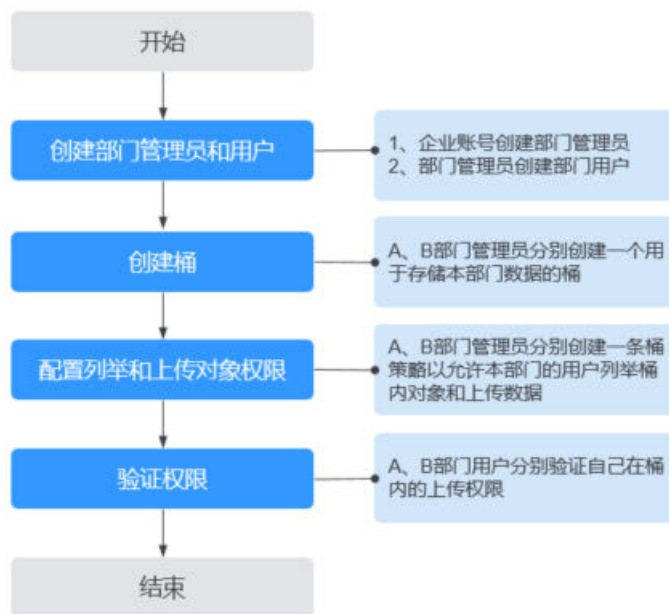 开始
创建部门管理员和用户
1、企业账号创建部门管理员
2、部门管理员创建部门用户
创建桶
A、B部门管理员分别创建一个用
于存储本部门数据的桶
配置列举和上传对象权限
A、B部门管理员分别创建一条桶
策略以允许本部门的用户列举桶
内对象和上传数据
验证权限
A、B部门用户分别验证自己在桶
内的上传权限
结束